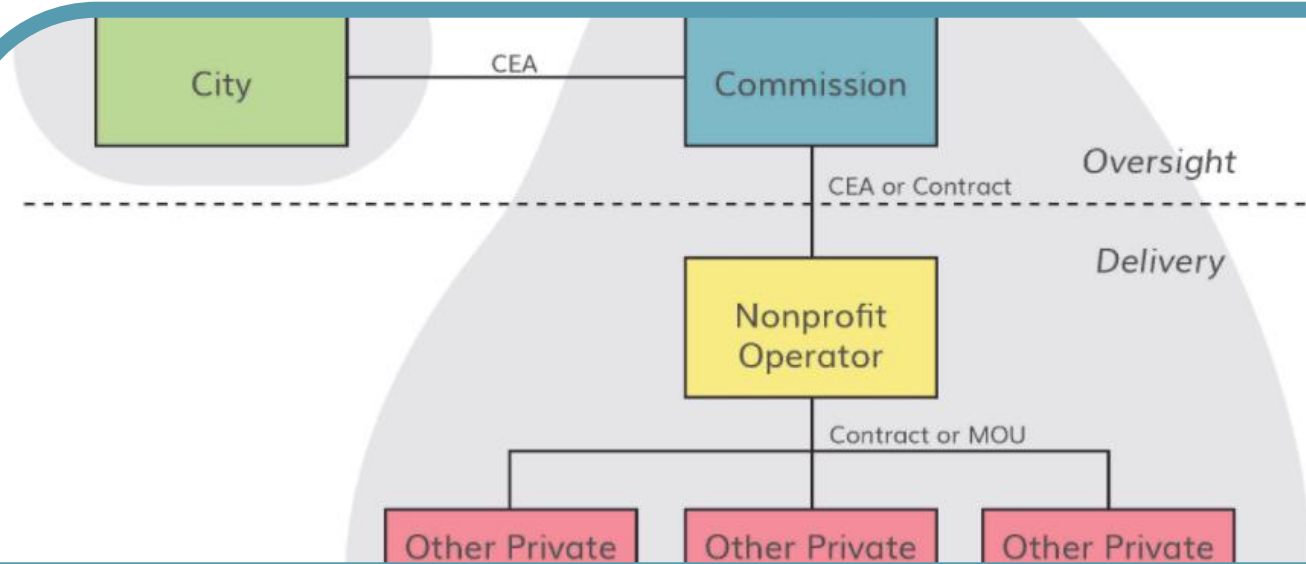 City
CEA
Commission
Oversight
CEA or Contract
Delivery
Nonprofit
Operator
Contract or MOU
Other Private
Other Private
Other Private